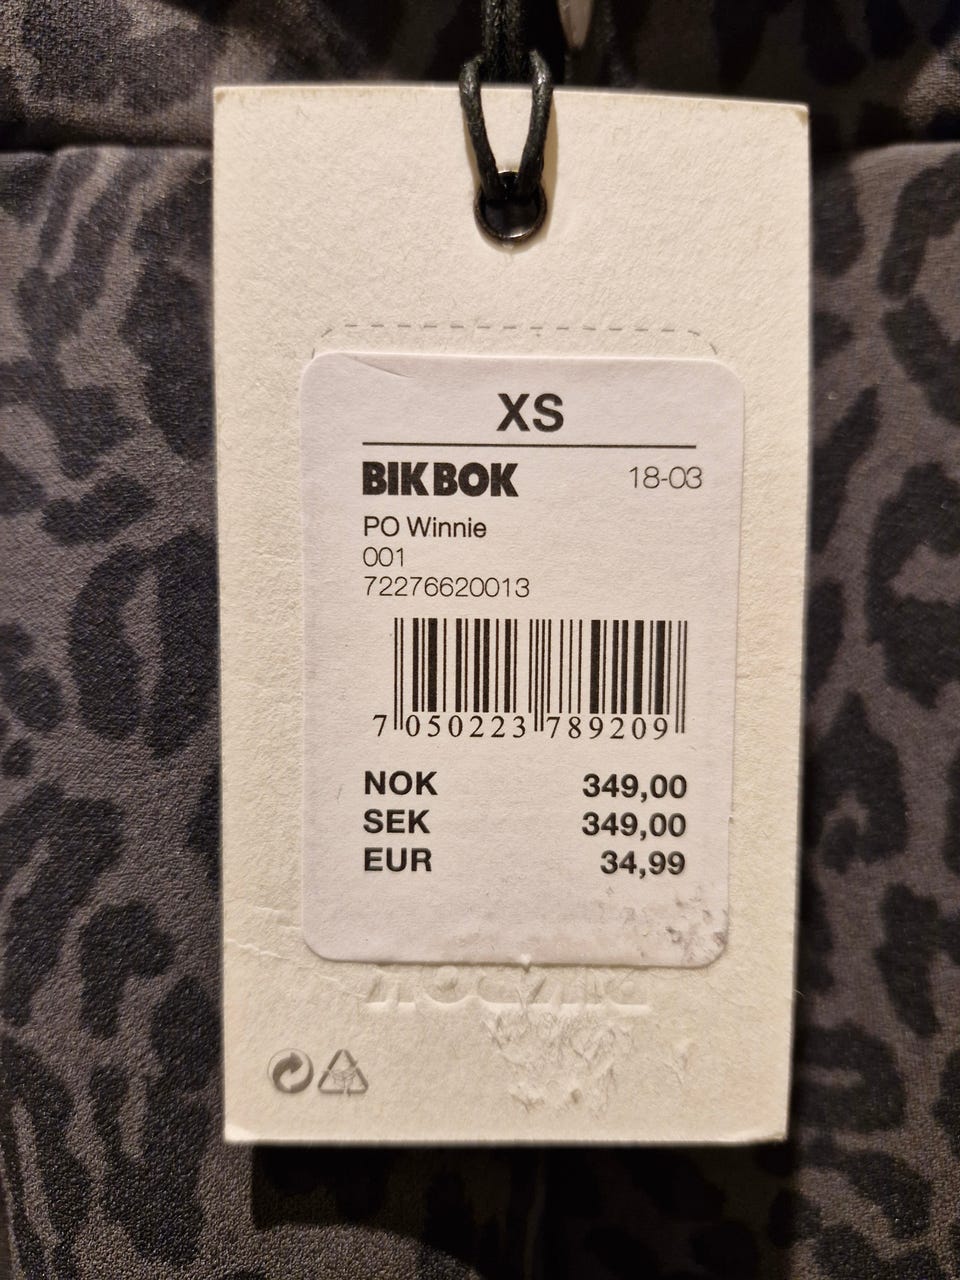 XS
BIKBOK 18-03
PO Winnie
001
72276620013
7 050223 789209
NOK 349,00
SEK 349,00
EUR 34,99